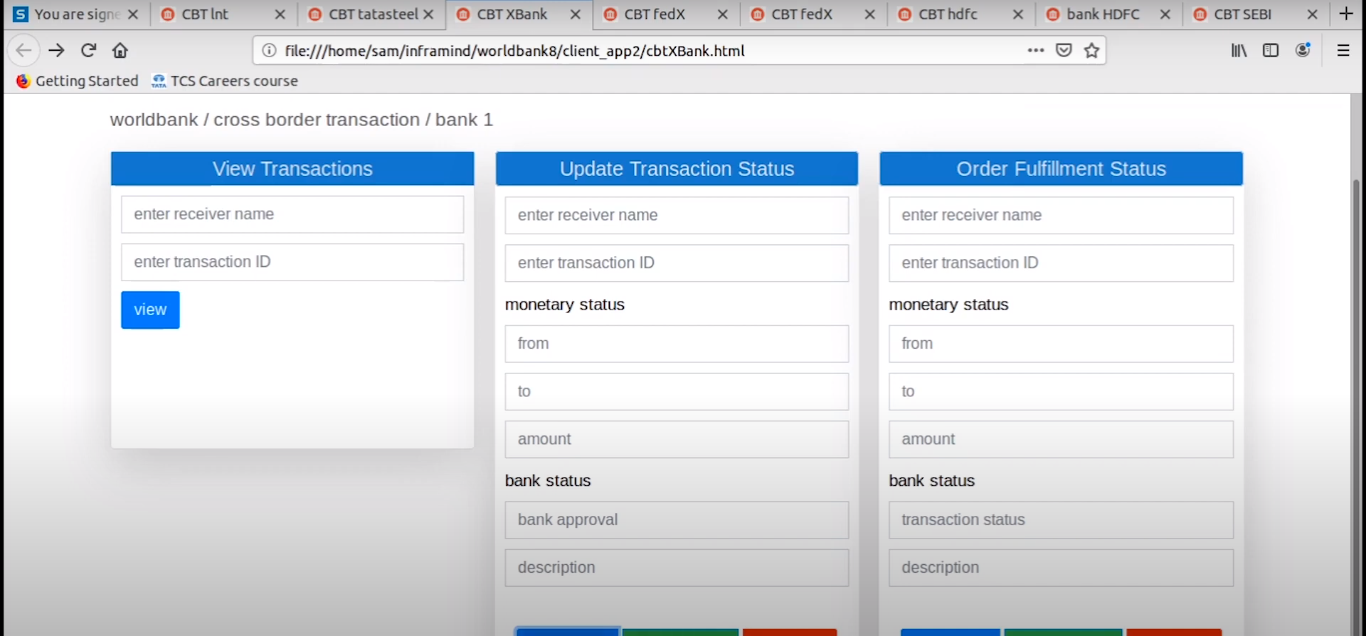 You are signe
CBT lnt
CBT tatasteel
CBT XBank
CBT fedX
CBT fedX
CBT hdfc
bank HDFC
CBT SEBI
file:///home/sam/inframind/worldbank8/client_app2/cbtXBank.html
Getting Started
TCS Careers course
worldbank / cross border transaction / bank 1
View Transactions
enter receiver name
enter transaction ID
view
Update Transaction Status
enter receiver name
enter transaction ID
monetary status
from
to
amount
bank status
bank approval
description
Order Fulfillment Status
enter receiver name
enter transaction ID
monetary status
from
to
amount
bank status
transaction status
description